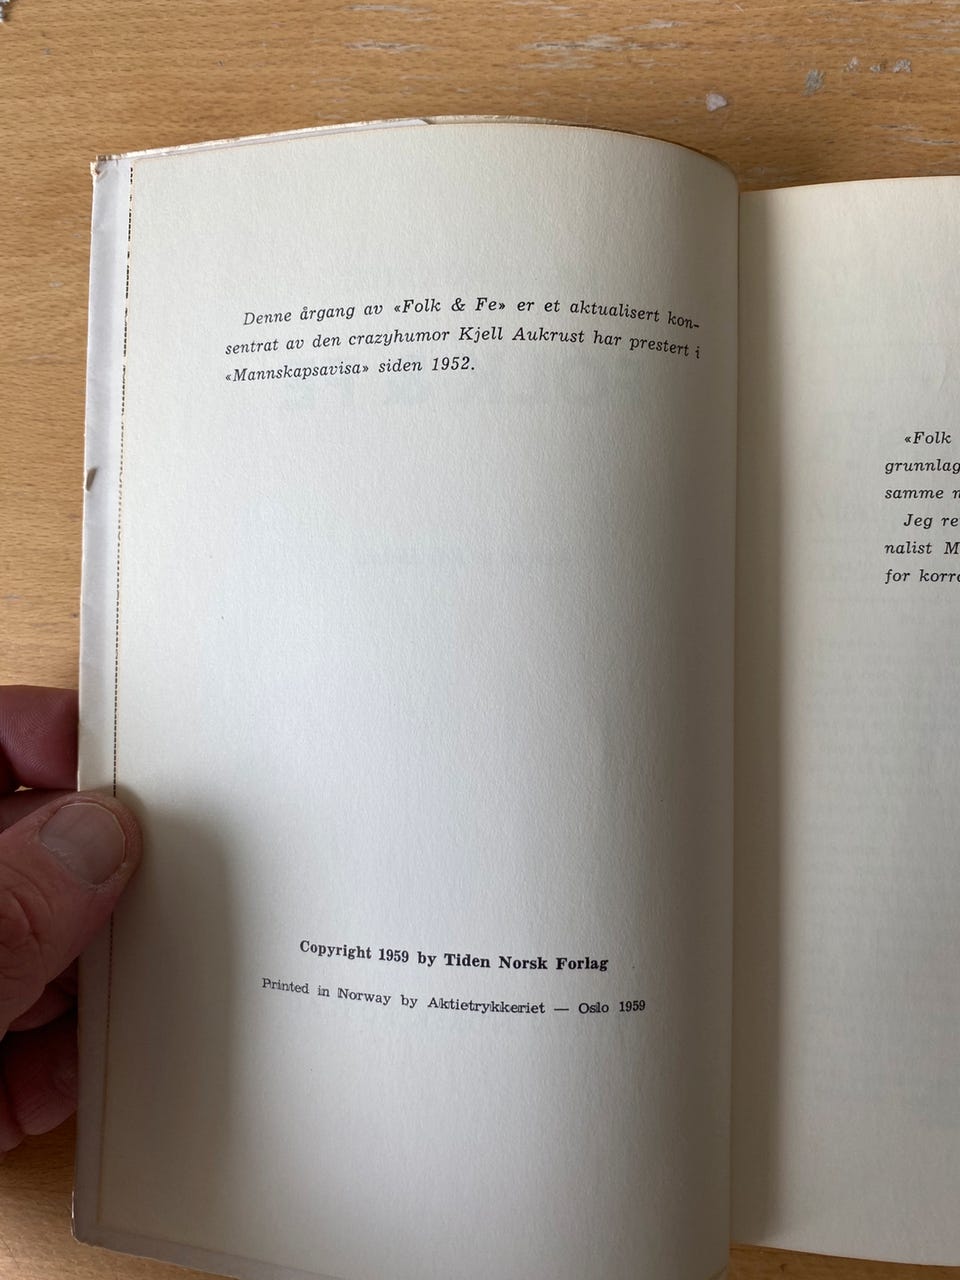 Denne årgang av «Folk & Fe» er et aktualisert kon-
sentrat av den crazyhumor Kjell Aukrust har prestert i
«Mannskapsavisa» siden 1952.
Copyright 1959 by Tiden Norsk Forlag
Printed in Norway by Aktietrykkeriet — Oslo 1959
«Folk
grunnlag
samme
Jeg
nalist
for